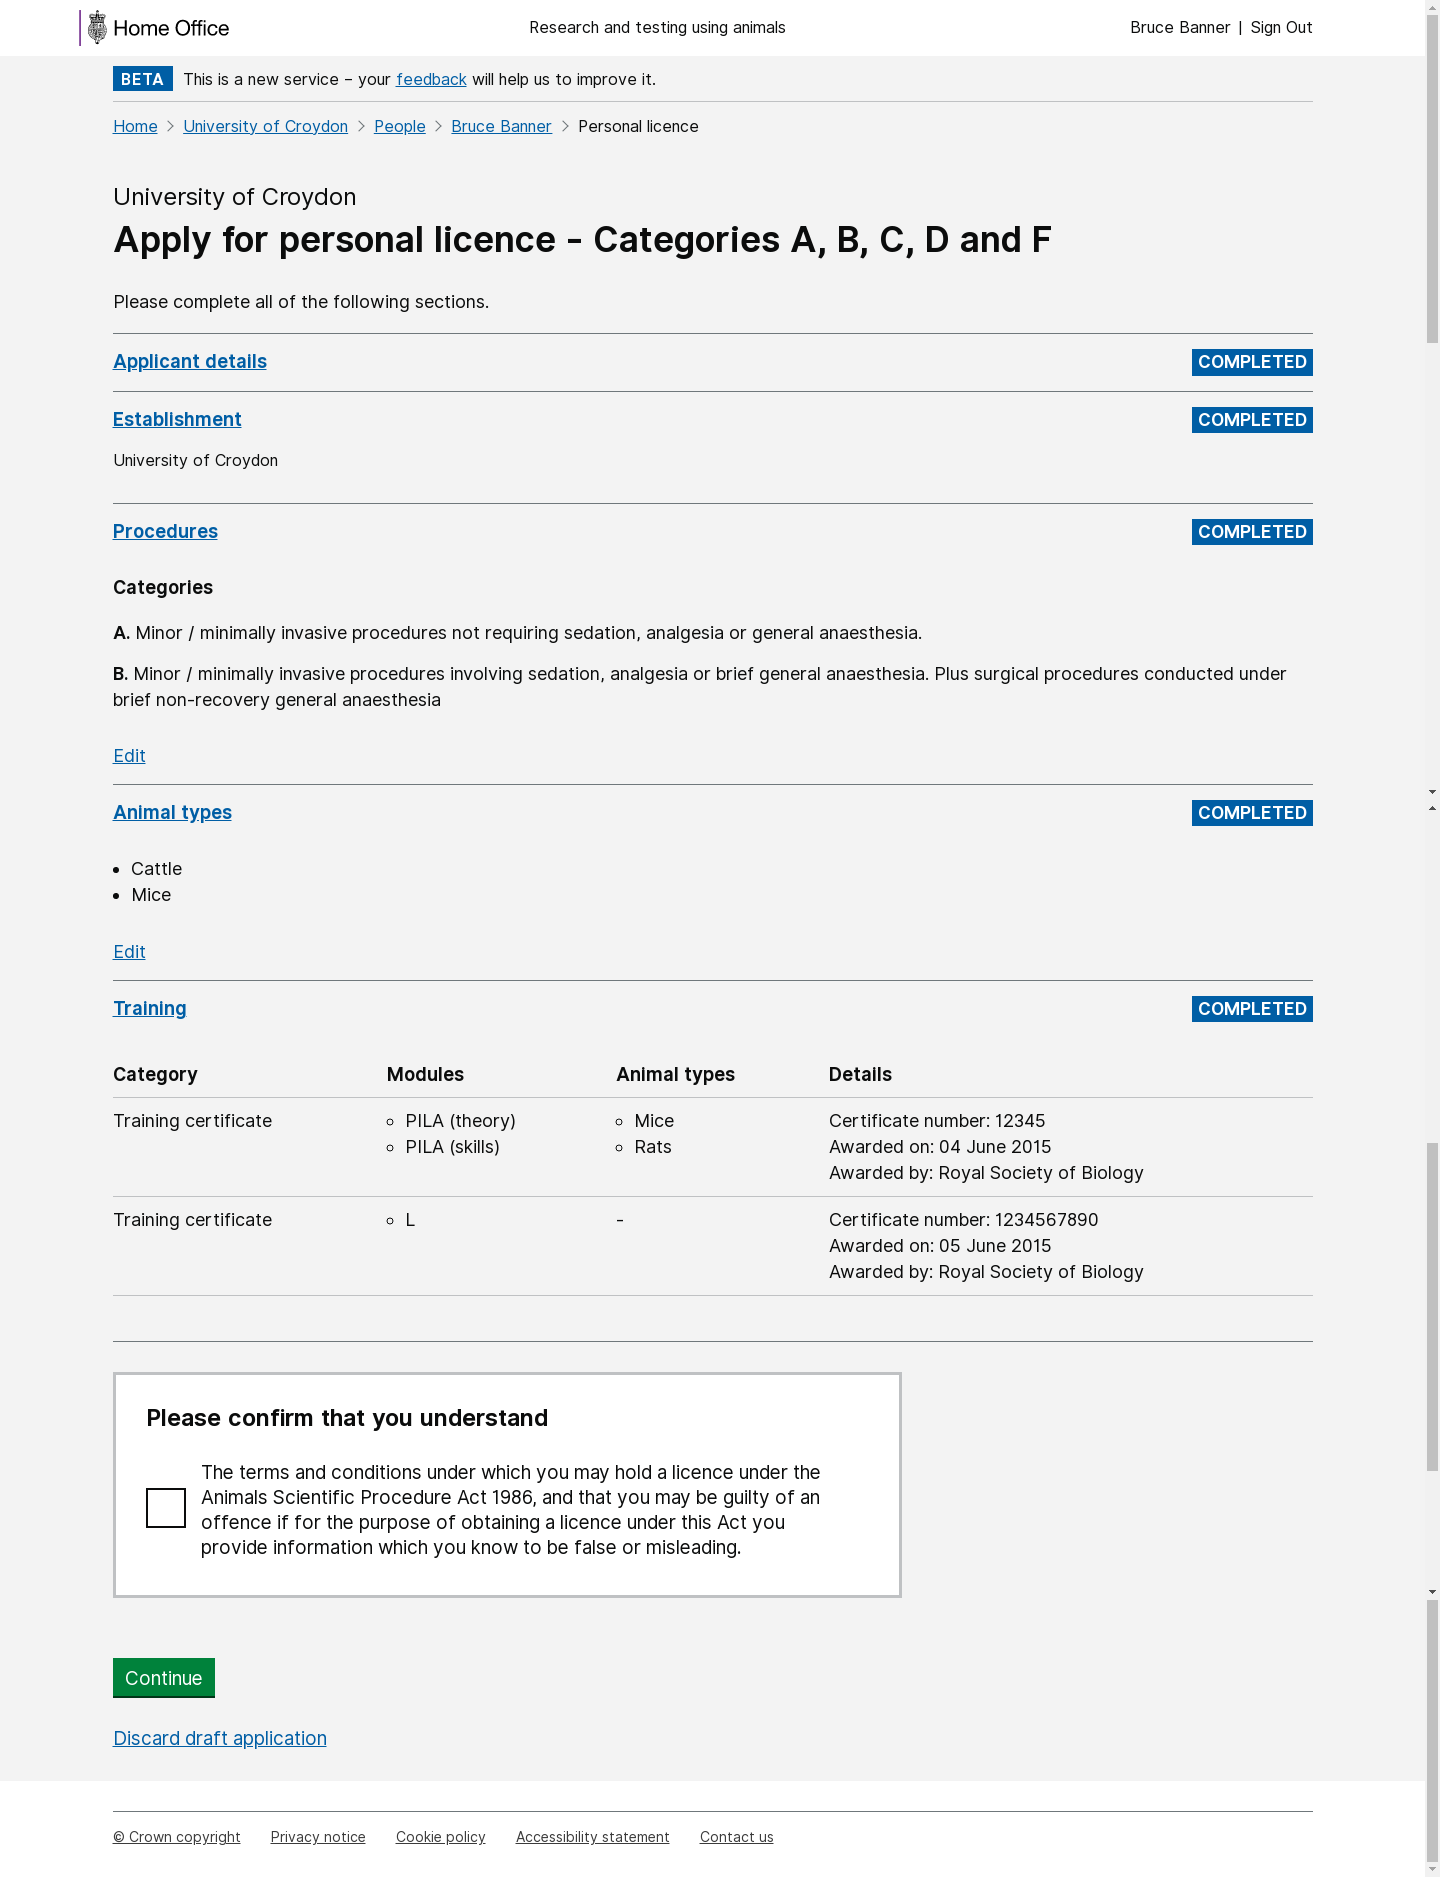 Home Office
Research and testing using animals
Bruce Banner | Sign Out
BETA This is a new service – your feedback will help us to improve it.
Home > University of Croydon > People > Bruce Banner > Personal licence
University of Croydon
Apply for personal licence - Categories A, B, C, D and F
Please complete all of the following sections.
Applicant details COMPLETED
Establishment COMPLETED
University of Croydon
Procedures COMPLETED
Categories
A. Minor / minimally invasive procedures not requiring sedation, analgesia or general anaesthesia.
B. Minor / minimally invasive procedures involving sedation, analgesia or brief general anaesthesia. Plus surgical procedures conducted under
brief non-recovery general anaesthesia
Edit
Animal types COMPLETED
• Cattle
• Mice
Edit
Training COMPLETED
Category Modules Animal types Details
Training certificate ◦ PILA (theory) ◦ Mice Certificate number: 12345
◦ PILA (skills) ◦ Rats Awarded on: 04 June 2015
Awarded by: Royal Society of Biology
Training certificate ◦ L - Certificate number: 1234567890
Awarded on: 05 June 2015
Awarded by: Royal Society of Biology
Please confirm that you understand
The terms and conditions under which you may hold a licence under the
Animals Scientific Procedure Act 1986, and that you may be guilty of an
offence if for the purpose of obtaining a licence under this Act you
provide information which you know to be false or misleading.
Continue
Discard draft application
© Crown copyright Privacy notice Cookie policy Accessibility statement Contact us